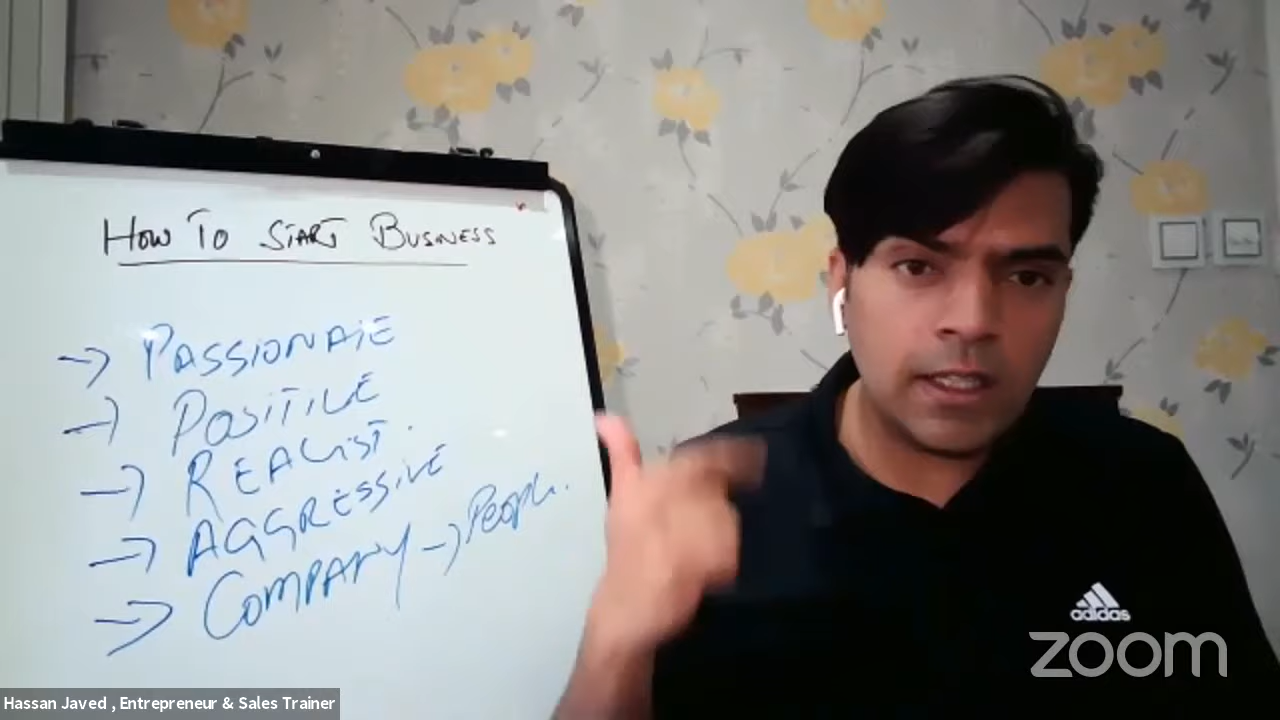 HOW TO START BUSINESS
→ PASSIONATE
→ POSITIVE
→ REALIST.
→ AGGRESSIVE
→ COMPANY → PEOPLE.
adidas
zoom
Hassan Javed , Entrepreneur & Sales Trainer